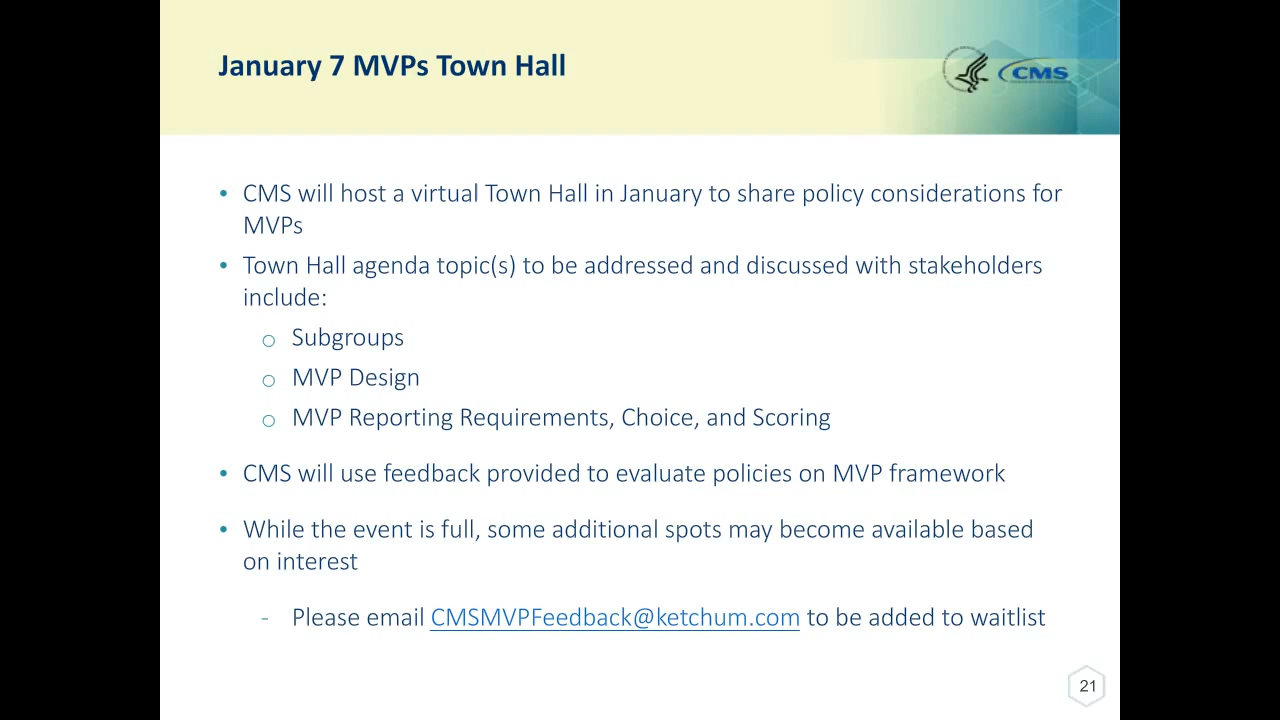 January 7 MVPs Town Hall
CMS
• CMS will host a virtual Town Hall in January to share policy considerations for
MVPs
• Town Hall agenda topic(s) to be addressed and discussed with stakeholders
include:
o Subgroups
o MVP Design
o MVP Reporting Requirements, Choice, and Scoring
• CMS will use feedback provided to evaluate policies on MVP framework
• While the event is full, some additional spots may become available based
on interest
- Please email CMSMVPFeedback@ketchum.com to be added to waitlist
21